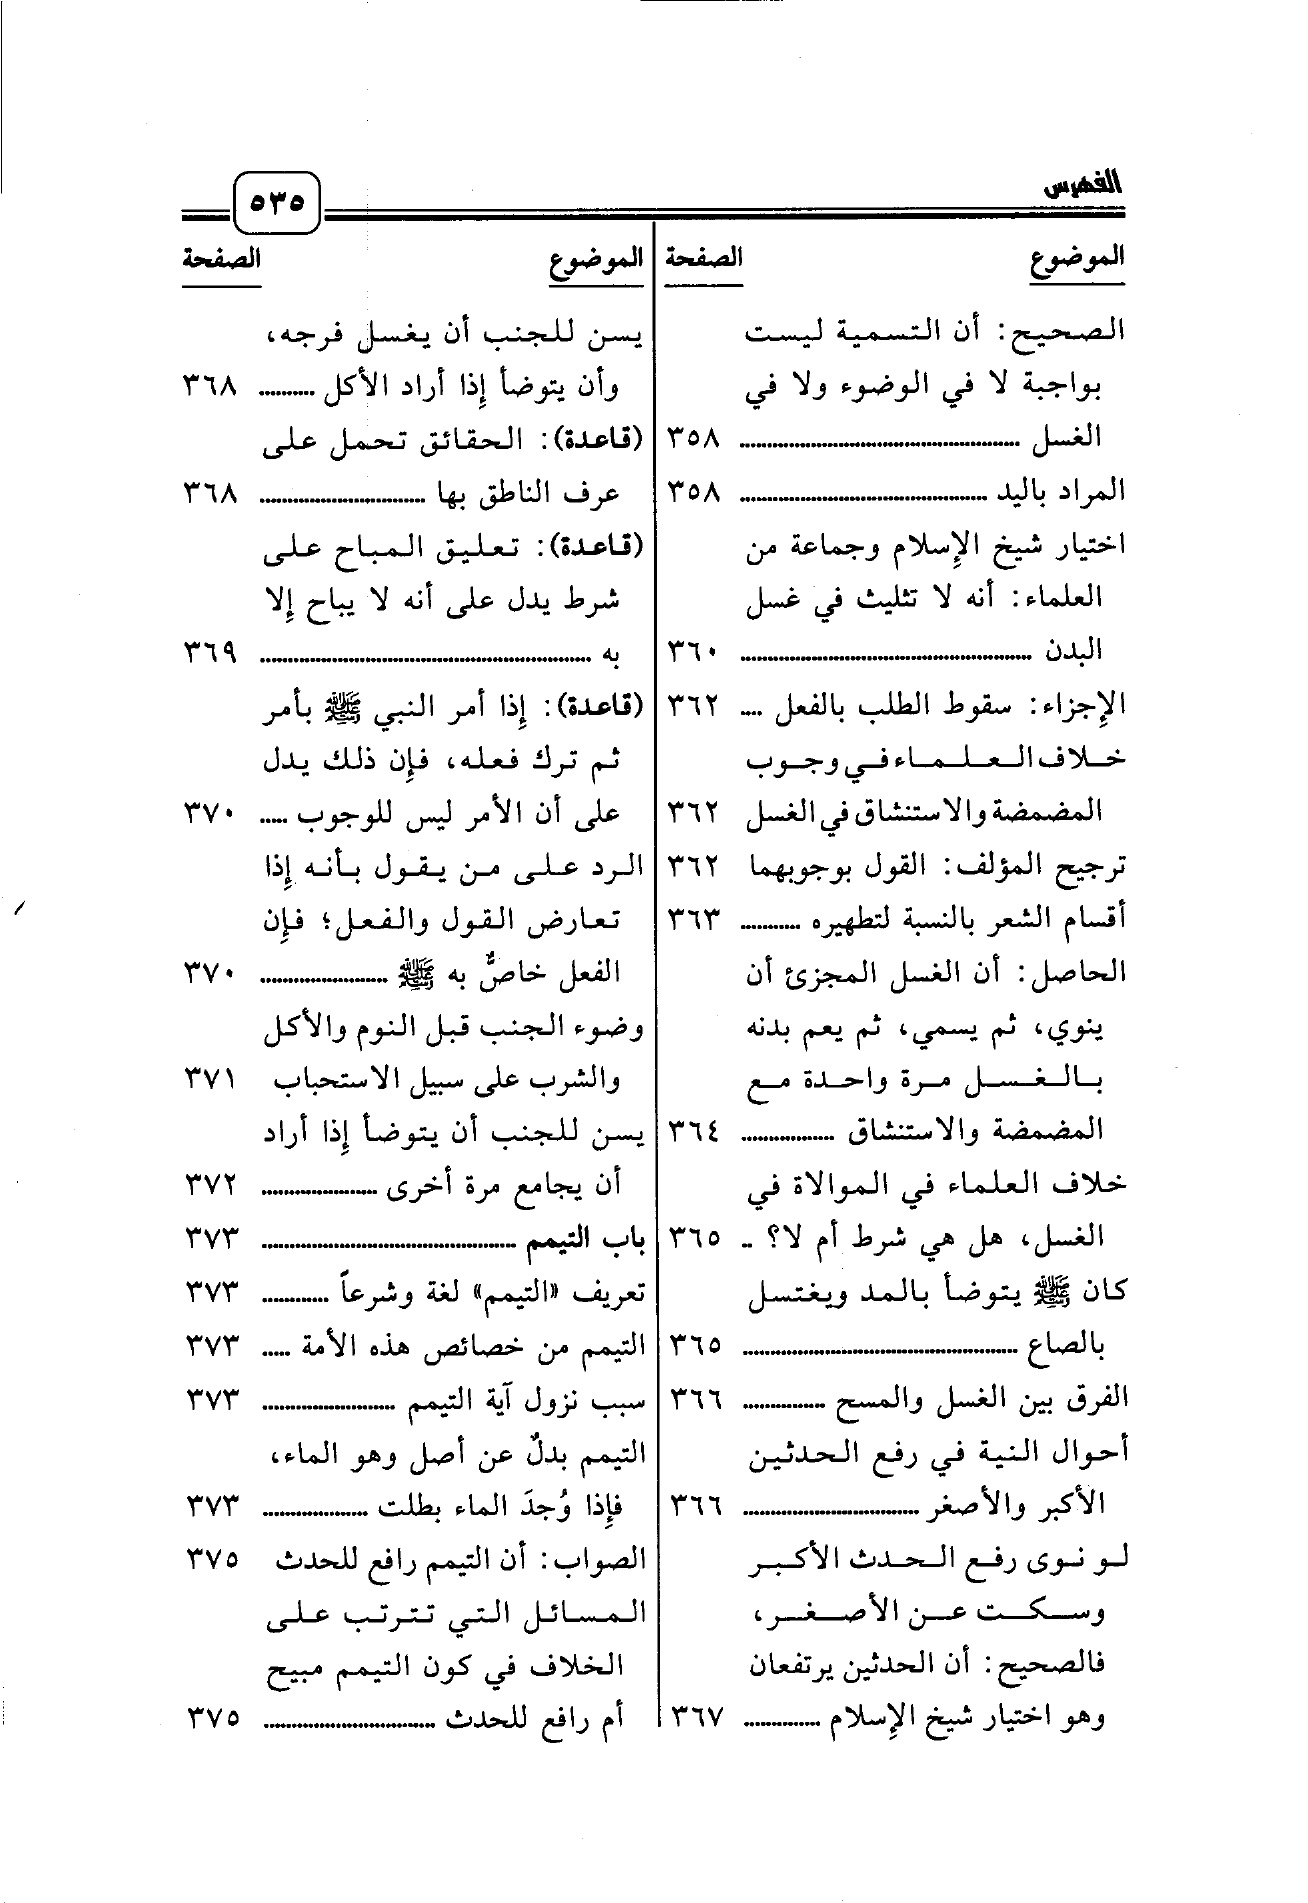 الفهرس
٥٣٥
الموضوع الصفحة
الصحيح: أن التسمية ليست
بواجبة لا في الوضوء ولا في
الغسل ................ ٣٥٨
المراد باليد ................ ٣٥٨
اختيار شيخ الإسلام وجماعة من
العلماء: أنه لا تثليث في غسل
البدن ................ ٣٦٠
الإجزاء: سقوط الطلب بالفعل .... ٣٦٢
خلاف العلماء في وجوب
المضمضة والاستنشاق في الغسل ٣٦٢
ترجيح المؤلف: القول بوجوبهما ٣٦٢
أقسام الشعر بالنسبة لتطهيره ........... ٣٦٣
الحاصل: أن الغسل المجزئ أن
ينوي، ثم يسمي، ثم يعم بدنه
بالغسل مرة واحدة مع
المضمضة والاستنشاق ................ ٣٦٤
خلاف العلماء في الموالاة في
الغسل، هل هي شرط أم لا؟ .. ٣٦٥
كان ﷺ يتوضأ بالمد ويغتسل
بالصاع ................ ٣٦٥
الفرق بين الغسل والمسح ............... ٣٦٦
أحوال النية في رفع الحدثين
الأكبر والأصغر ................ ٣٦٦
لو نوى رفع الحدث الأكبر
وسكت عن الأصغر،
فالصحيح: أن الحدثين يرتفعان
وهو اختيار شيخ الإسلام .............. ٣٦٧
الموضوع الصفحة
يسن للجنب أن يغسل فرجه،
وأن يتوضأ إذا أراد الأكل .......... ٣٦٨
(قاعدة): الحقائق تحمل على
عرف الناطق بها ................ ٣٦٨
(قاعدة): تعليق المباح على
شرط يدل على أنه لا يباح إلا
به ................ ٣٦٩
(قاعدة): إذا أمر النبي ﷺ بأمر
ثم ترك فعله، فإن ذلك يدل
على أن الأمر ليس للوجوب ..... ٣٧٠
الرد على من يقول بأنه إذا
تعارض القول والفعل؛ فإن
الفعل خاصٌّ به ﷺ ................ ٣٧٠
وضوء الجنب قبل النوم والأكل
والشرب على سبيل الاستحباب ٣٧١
يسن للجنب أن يتوضأ إذا أراد
أن يجامع مرة أخرى ................ ٣٧٢
باب التيمم ................ ٣٧٣
تعريف «التيمم» لغة وشرعاً ............ ٣٧٣
التيمم من خصائص هذه الأمة ..... ٣٧٣
سبب نزول آية التيمم ................ ٣٧٣
التيمم بدلٌ عن أصل وهو الماء،
فإذا وُجدَ الماء بطلت ................ ٣٧٣
الصواب: أن التيمم رافع للحدث ٣٧٥
المسائل التي تترتب على
الخلاف في كون التيمم مبيح
أم رافع للحدث ................ ٣٧٥